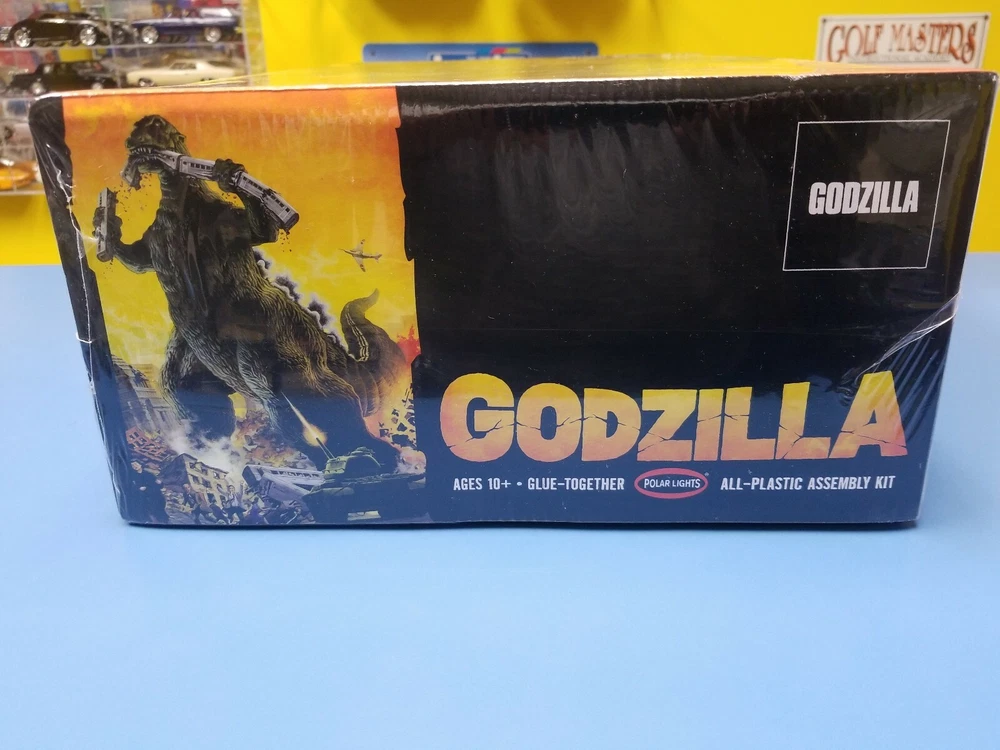 GOLF MASTERS
GODZILLA
GODZILLA
AGES 10+ • GLUE-TOGETHER POLAR LIGHTS ® ALL-PLASTIC ASSEMBLY KIT